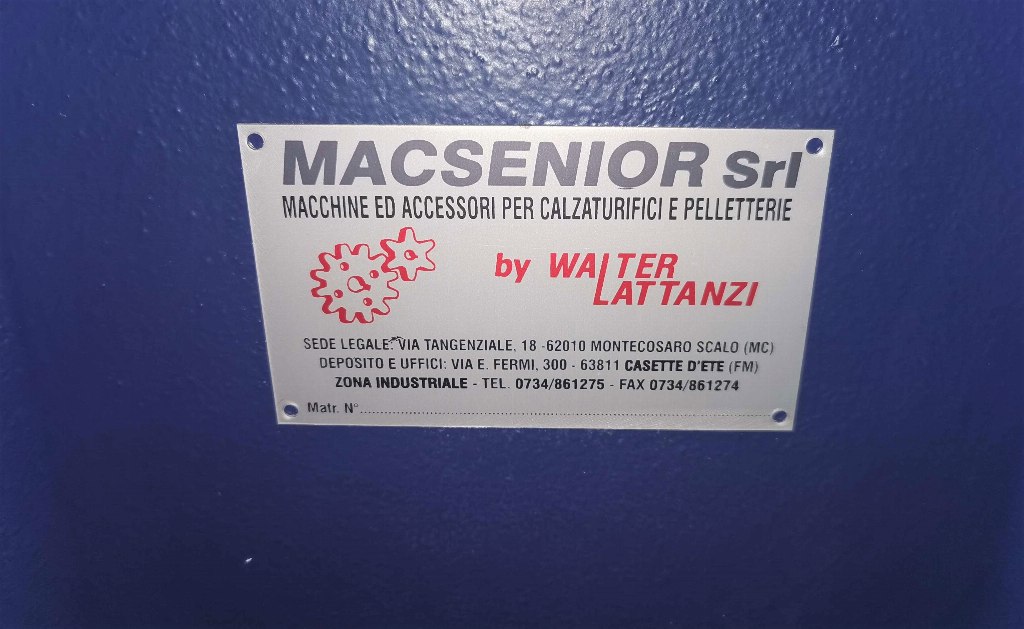 MACSENIOR Srl
MACCHINE ED ACCESSORI PER CALZATURIFICI E PELLETTERIE
by WALTER
LATTANZI
SEDE LEGALE: VIA TANGENZIALE, 18 -62010 MONTECOSARO SCALO (MC)
DEPOSITO E UFFICI: VIA E. FERMI, 300 - 63811 CASETTE D'ETE (FM)
ZONA INDUSTRIALE - TEL. 0734/861275 - FAX 0734/861274
Matr. N°